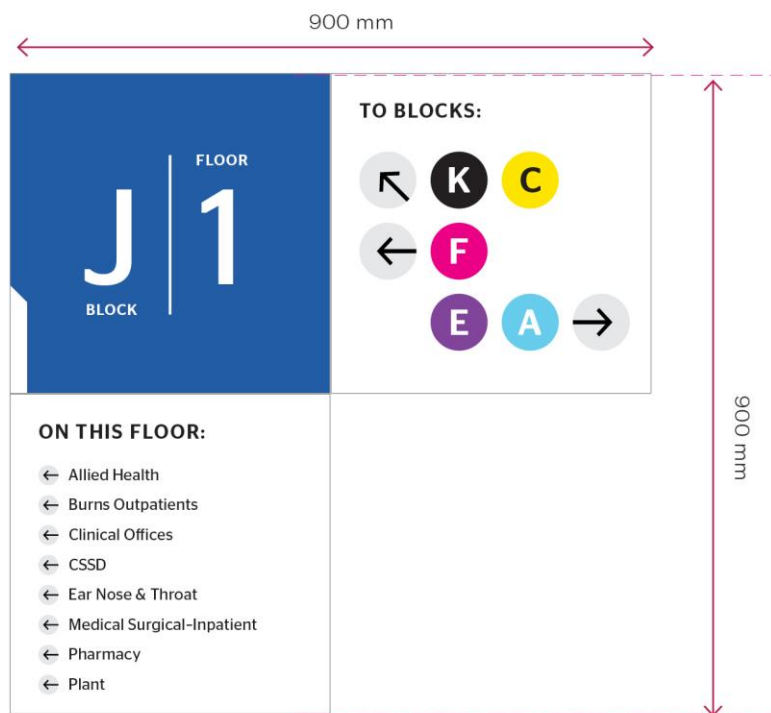 900 mm
FLOOR
J 1
BLOCK
TO BLOCKS:
K C
F
E A
ON THIS FLOOR:
Allied Health
Burns Outpatients
Clinical Offices
CSSD
Ear Nose & Throat
Medical Surgical-Inpatient
Pharmacy
Plant
900 mm